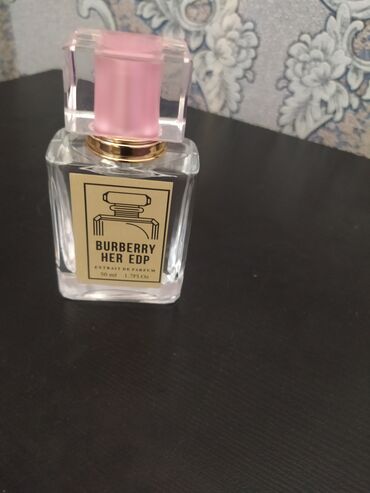 BURBERRY
HER EDP
EXTRAIT DE PARFUM
50 ml 1.7Fl.Oz